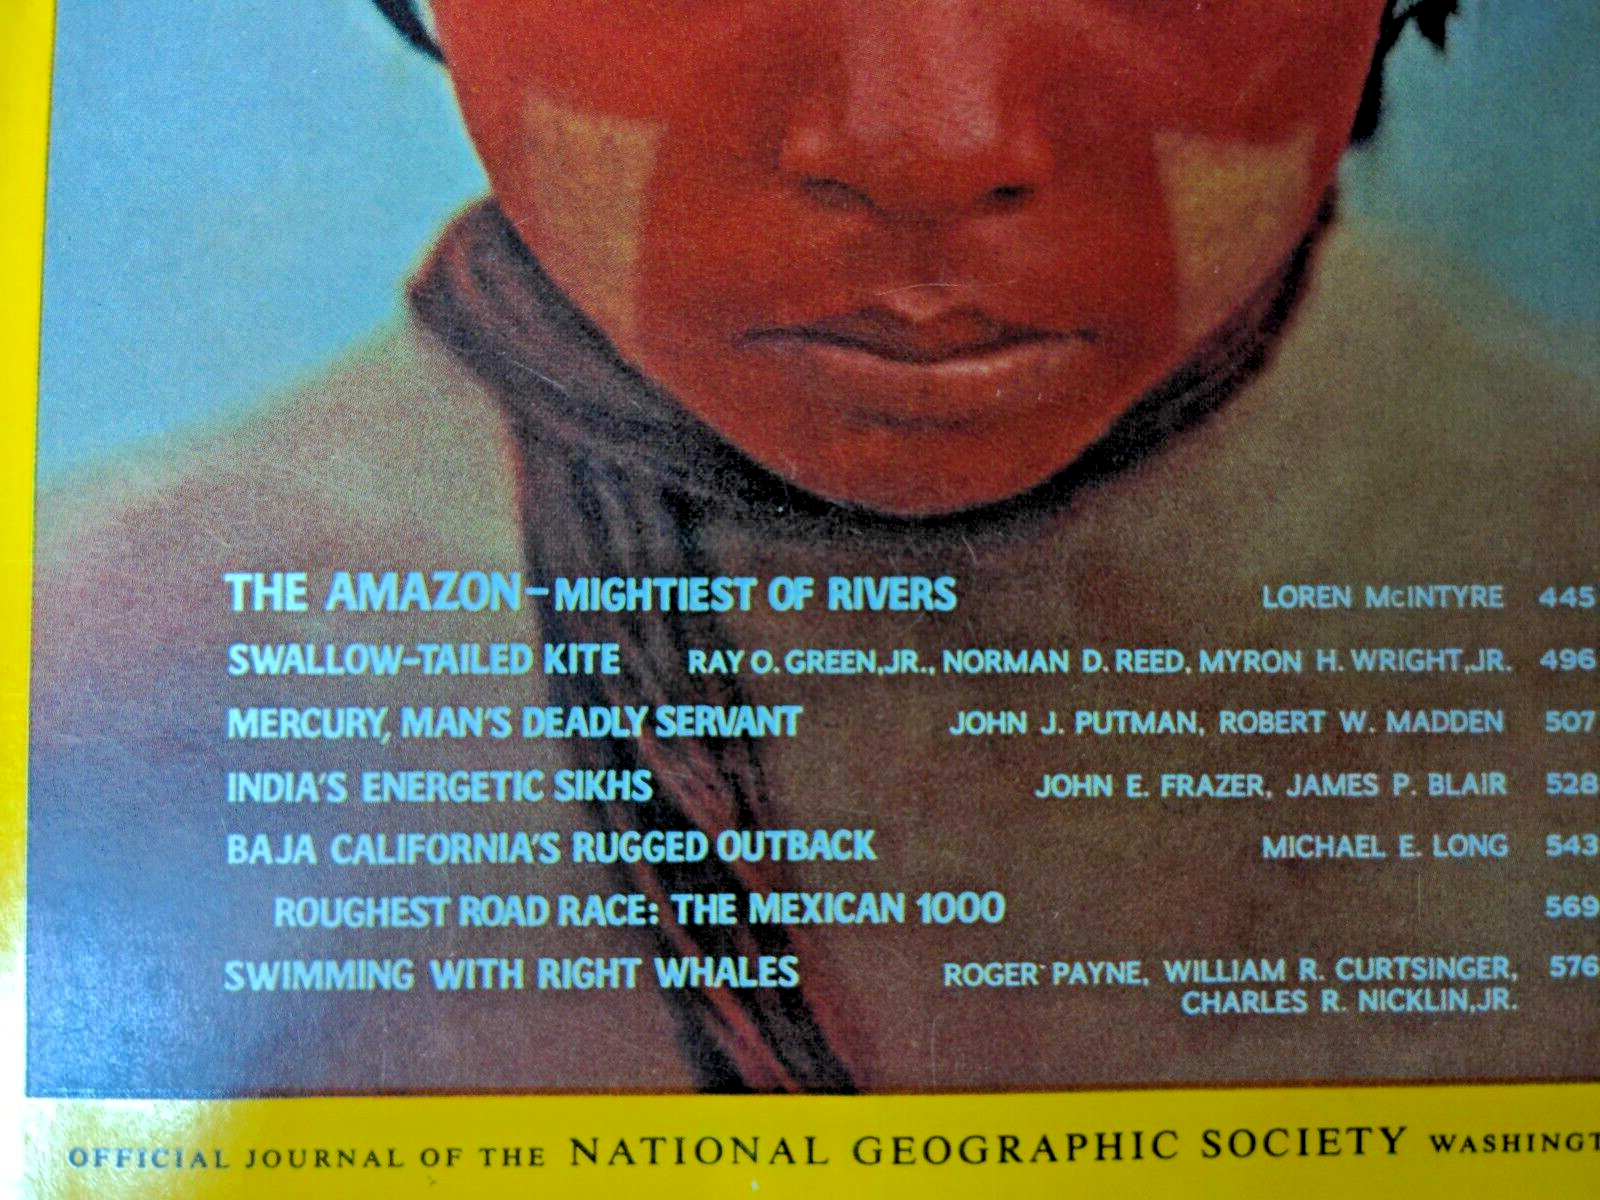 THE AMAZON–MIGHTIEST OF RIVERS LOREN McINTYRE 445
SWALLOW-TAILED KITE RAY O. GREEN, JR., NORMAN D. REED, MYRON H. WRIGHT, JR. 496
MERCURY, MAN'S DEADLY SERVANT JOHN J. PUTMAN, ROBERT W. MADDEN 507
INDIA'S ENERGETIC SIKHS JOHN E. FRAZER, JAMES P. BLAIR 528
BAJA CALIFORNIA'S RUGGED OUTBACK MICHAEL E. LONG 543
ROUGHEST ROAD RACE: THE MEXICAN 1000 569
SWIMMING WITH RIGHT WHALES ROGER PAYNE, WILLIAM R. CURTSINGER, 576
CHARLES R. NICKLIN, JR.
OFFICIAL JOURNAL OF THE NATIONAL GEOGRAPHIC SOCIETY WASHINGT